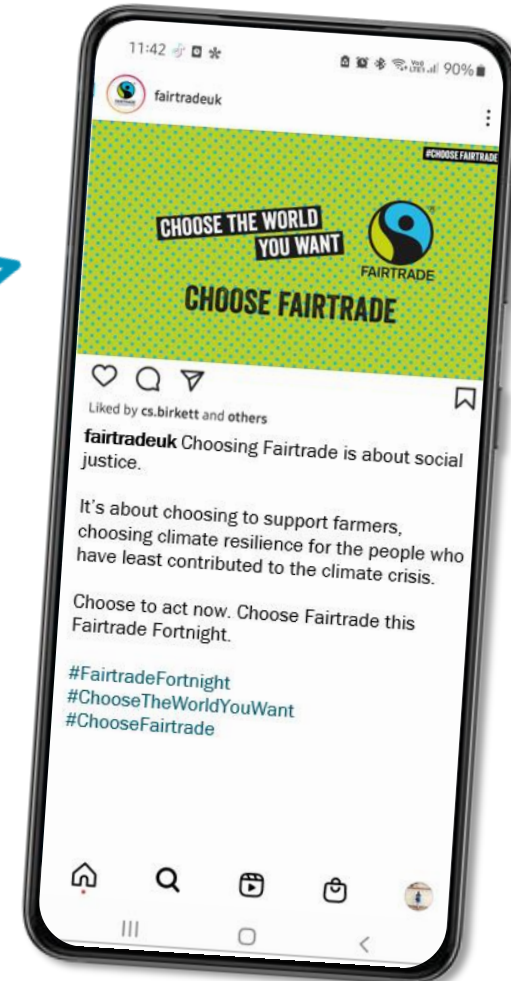 11:42
90%
fairtradeuk
#CHOOSEFAIRTRADE
CHOOSE THE WORLD
YOU WANT
FAIRTRADE
CHOOSE FAIRTRADE
Liked by cs.birkett and others
fairtradeuk Choosing Fairtrade is about social
justice.
It's about choosing to support farmers,
choosing climate resilience for the people who
have least contributed to the climate crisis.
Choose to act now. Choose Fairtrade this
Fairtrade Fortnight.
#FairtradeFortnight
#ChooseTheWorldYouWant
#ChooseFairtrade